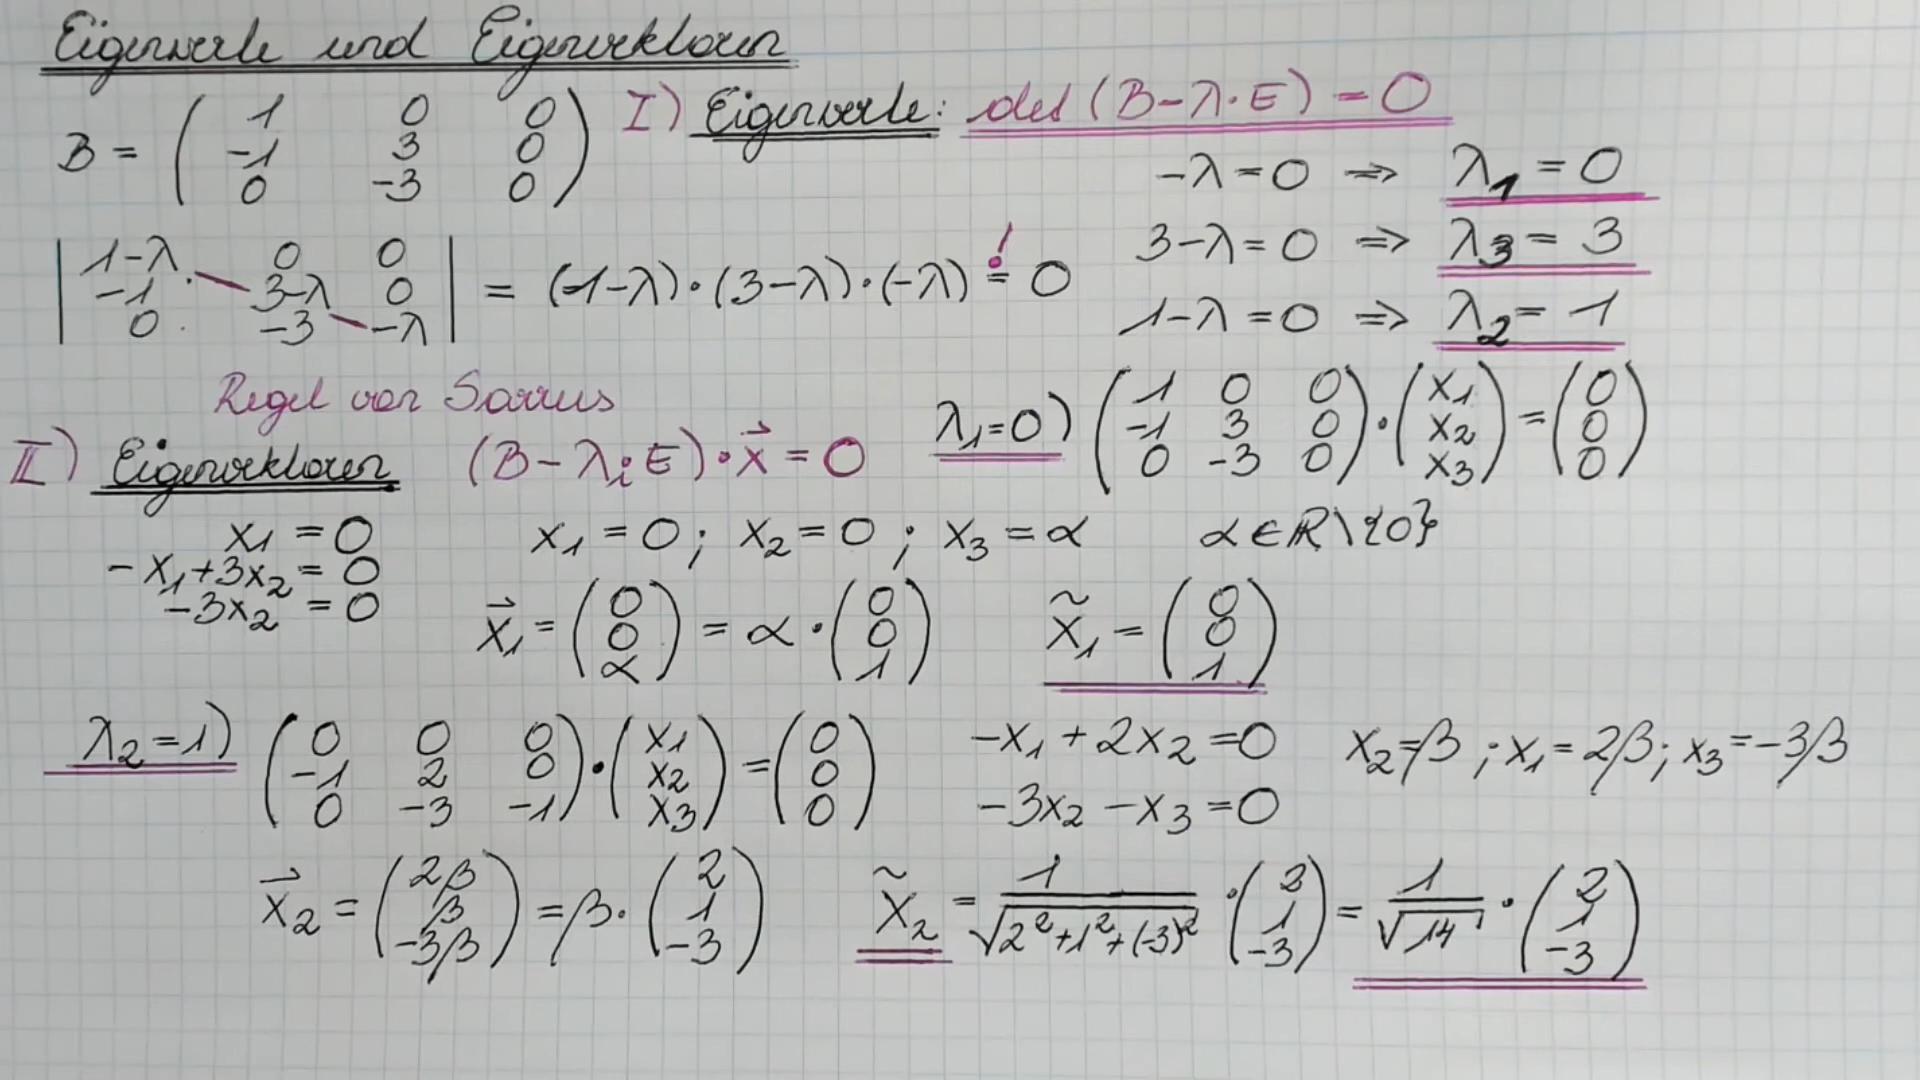 Eigenwerte und Eigenvektoren
B = ( 1 0 0 ; -1 3 0 ; 0 -3 0 )
I) Eigenwerte: det(B-λ·E) = 0
| 1-λ 0 0 ; -1 3-λ 0 ; 0 -3 -λ | = (1-λ)·(3-λ)·(-λ) =! 0
-λ = 0 => λ₁ = 0
3-λ = 0 => λ₃ = 3
1-λ = 0 => λ₂ = 1
Regel von Sarrus
II) Eigenvektoren (B-λᵢE)·x⃗ = 0
λ₁=0) ( 1 0 0 ; -1 3 0 ; 0 -3 0 ) · ( x₁ ; x₂ ; x₃ ) = ( 0 ; 0 ; 0 )
x₁ = 0
-x₁+3x₂ = 0
-3x₂ = 0
x₁ = 0 ; x₂ = 0 ; x₃ = α α∈R\{0}
x⃗₁ = ( 0 ; 0 ; α ) = α · ( 0 ; 0 ; 1 ) x̃₁ = ( 0 ; 0 ; 1 )
λ₂=1) ( 0 0 0 ; -1 2 0 ; 0 -3 -1 ) · ( x₁ ; x₂ ; x₃ ) = ( 0 ; 0 ; 0 )
-x₁ + 2x₂ = 0
-3x₂ - x₃ = 0
x₂=β ; x₁ = 2β ; x₃ = -3β
x⃗₂ = ( 2β ; β ; -3β ) = β · ( 2 ; 1 ; -3 ) x̃₂ = 1/√(2²+1²+(-3)²) · ( 2 ; 1 ; -3 ) = 1/√14 · ( 2 ; 1 ; -3 )